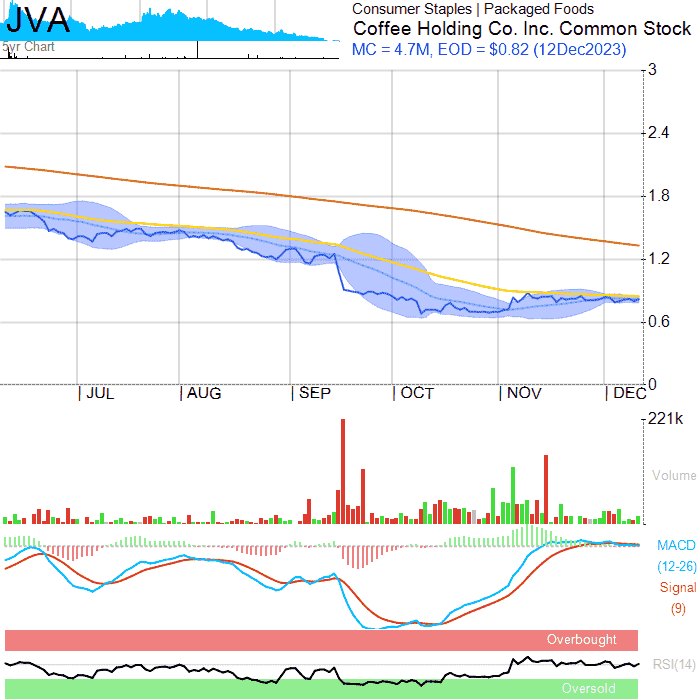 JVA
5yr Chart
Consumer Staples | Packaged Foods
Coffee Holding Co. Inc. Common Stock
MC = 4.7M, EOD = $0.82 (12Dec2023)
3
2.4
1.8
1.2
0.6
0
| JUL | AUG | SEP | OCT | NOV | DEC
221k
Volume
MACD
(12-26)
Signal
(9)
Overbought
RSI(14)
Oversold